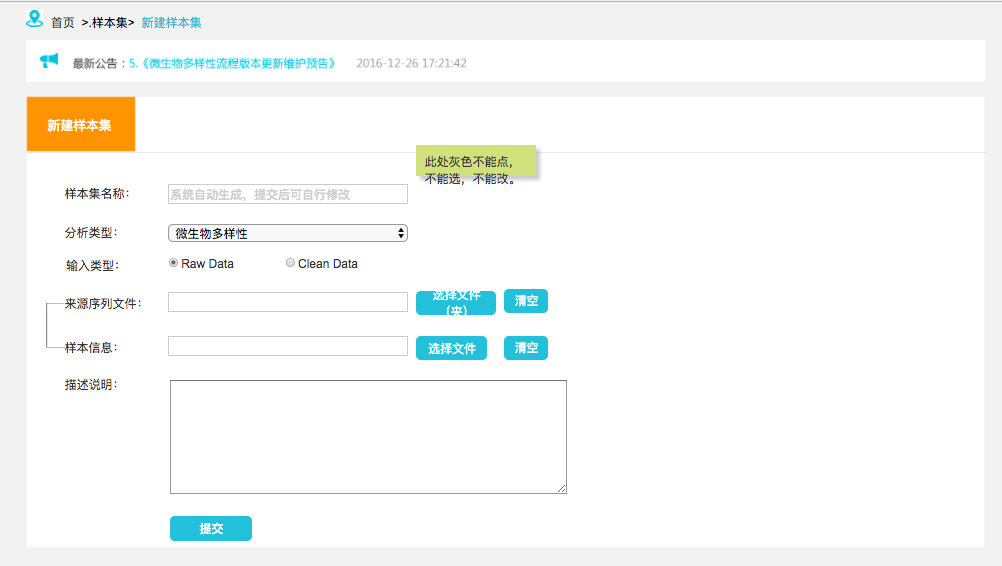 首页 >.样本集> 新建样本集
最新公告：5.《微生物多样性流程版本更新维护预告》 2016-12-26 17:21:42
新建样本集
此处灰色不能点，
不能选，不能改。
样本集名称： 系统自动生成，提交后可自行修改
分析类型： 微生物多样性
输入类型： Raw Data Clean Data
来源序列文件： 选择文件
（夹） 清空
样本信息： 选择文件 清空
描述说明：
提交